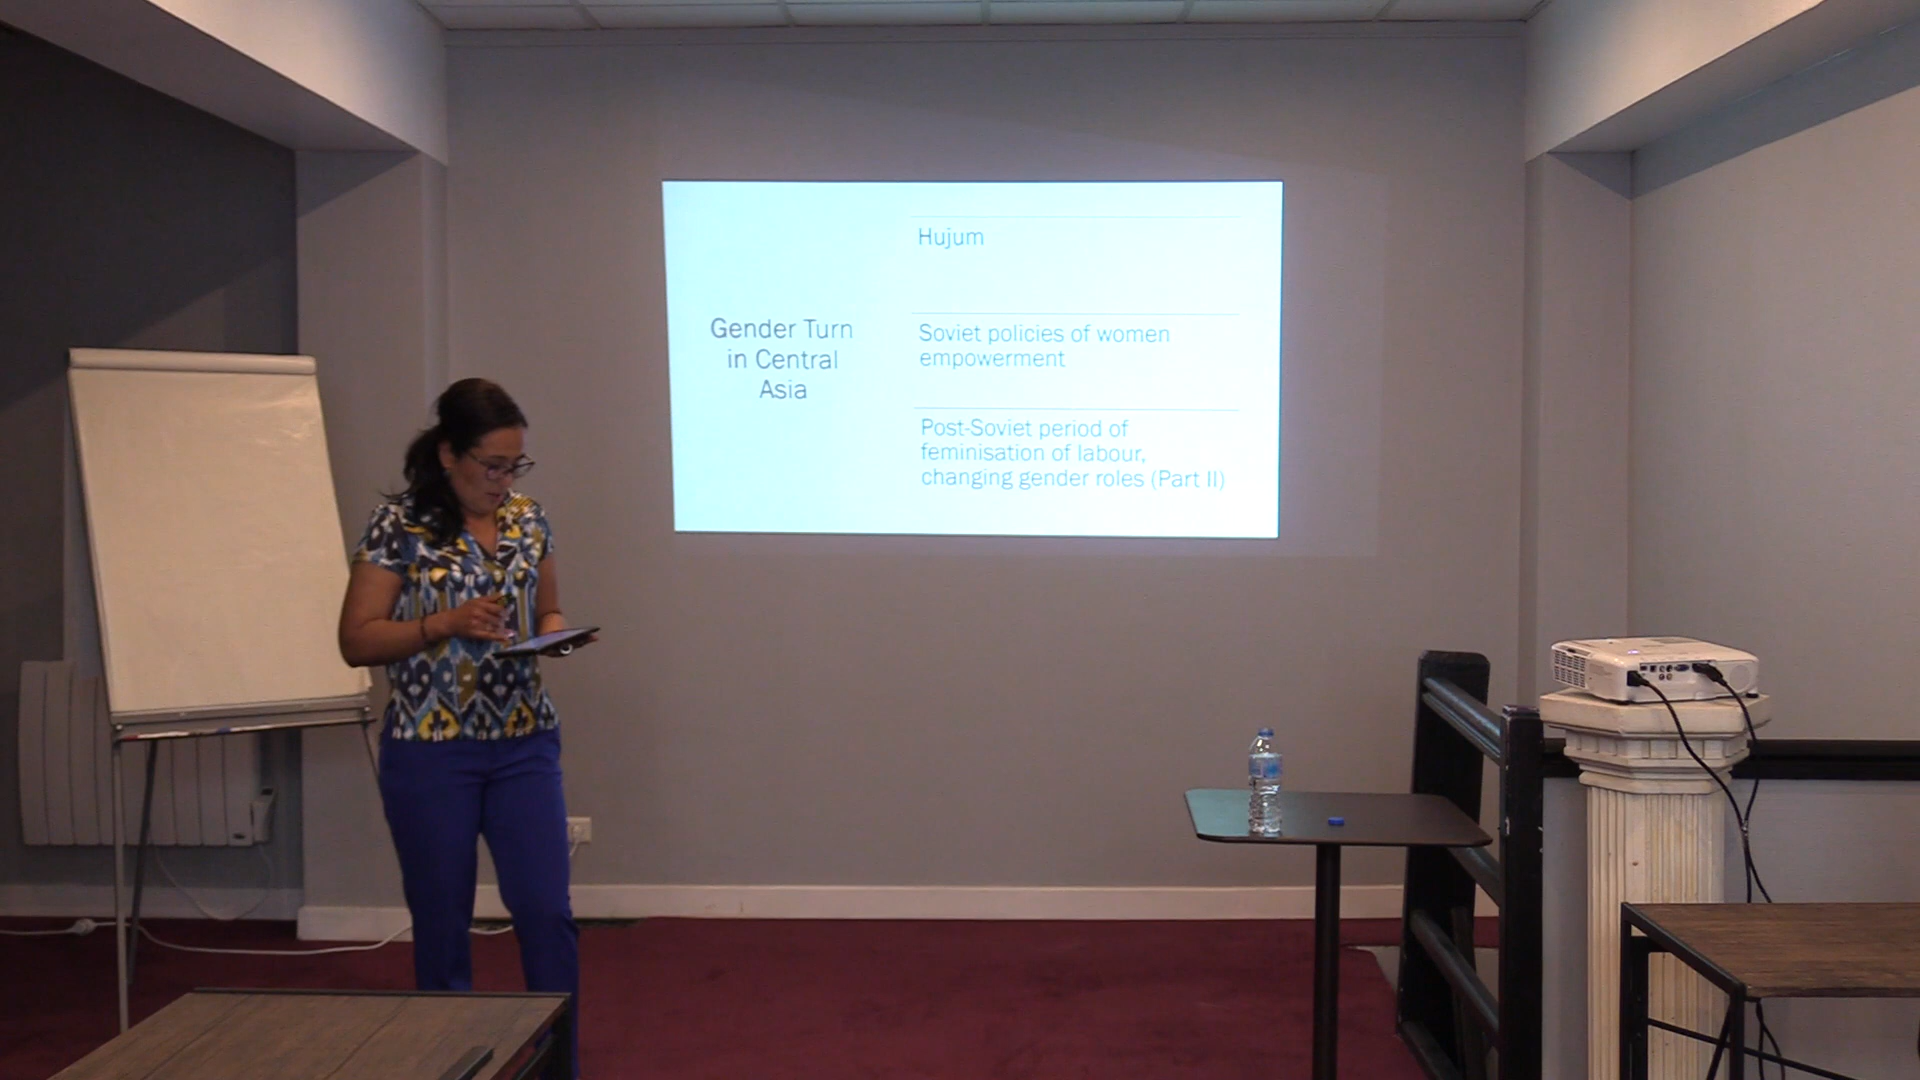 Gender Turn
in Central
Asia
Hujum
Soviet policies of women
empowerment
Post-Soviet period of
feminisation of labour,
changing gender roles (Part II)